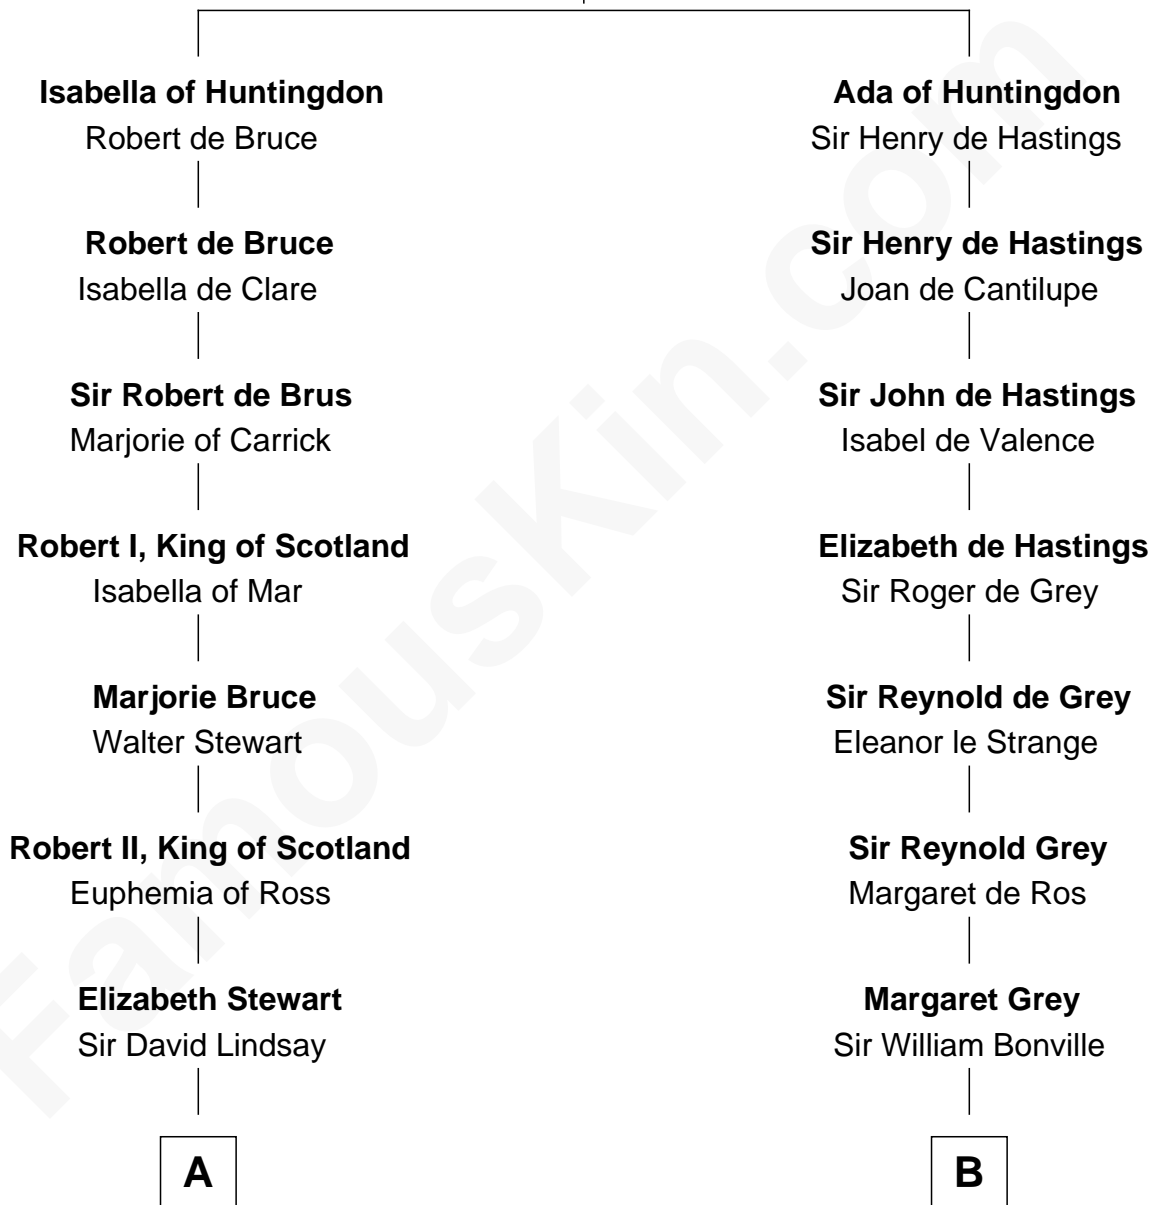 Isabella of Huntingdon
Robert de Bruce
Robert de Bruce
Isabella de Clare
Sir Robert de Brus
Marjorie of Carrick
Robert I, King of Scotland
Isabella of Mar
Marjorie Bruce
Walter Stewart
Robert II, King of Scotland
Euphemia of Ross
Elizabeth Stewart
Sir David Lindsay
A
Ada of Huntingdon
Sir Henry de Hastings
Sir Henry de Hastings
Joan de Cantilupe
Sir John de Hastings
Isabel de Valence
Elizabeth de Hastings
Sir Roger de Grey
Sir Reynold de Grey
Eleanor le Strange
Sir Reynold Grey
Margaret de Ros
Margaret Grey
Sir William Bonville
B
FamousKin.com